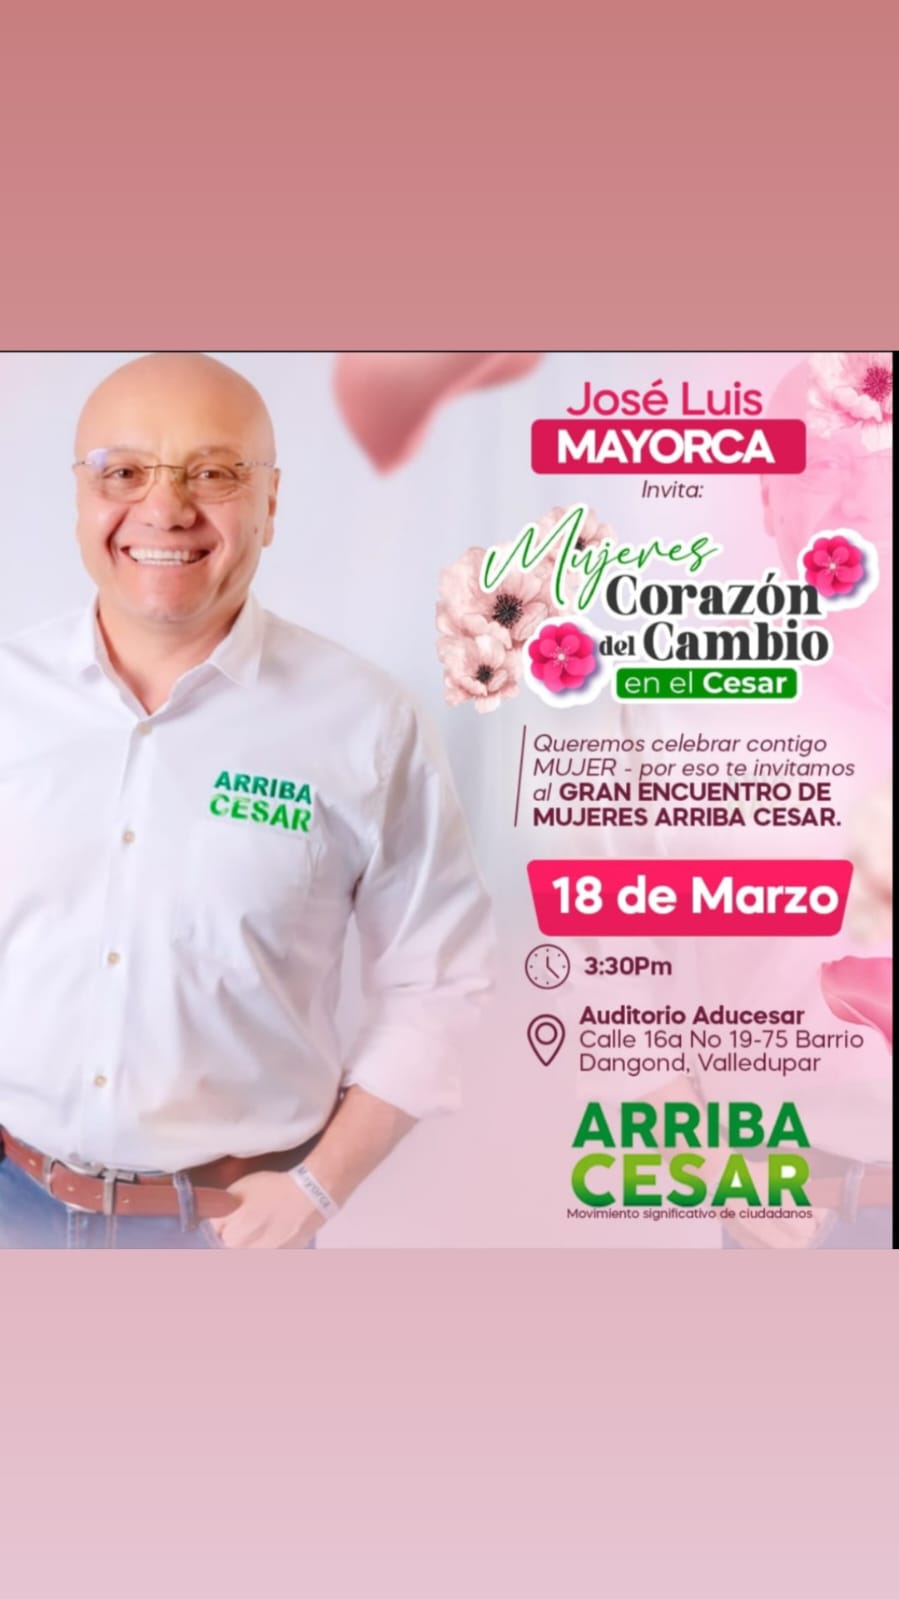 José Luis
MAYORCA
Invita:
Mujeres
Corazón
del Cambio
en el Cesar
Queremos celebrar contigo
MUJER - por eso te invitamos
al GRAN ENCUENTRO DE
MUJERES ARRIBA CESAR.
18 de Marzo
3:30Pm
Auditorio Aducesar
Calle 16a No 19-75 Barrio
Dangond, Valledupar
ARRIBA
CESAR
Movimiento significativo de ciudadanos
ARRIBA
CESAR
Mayorca